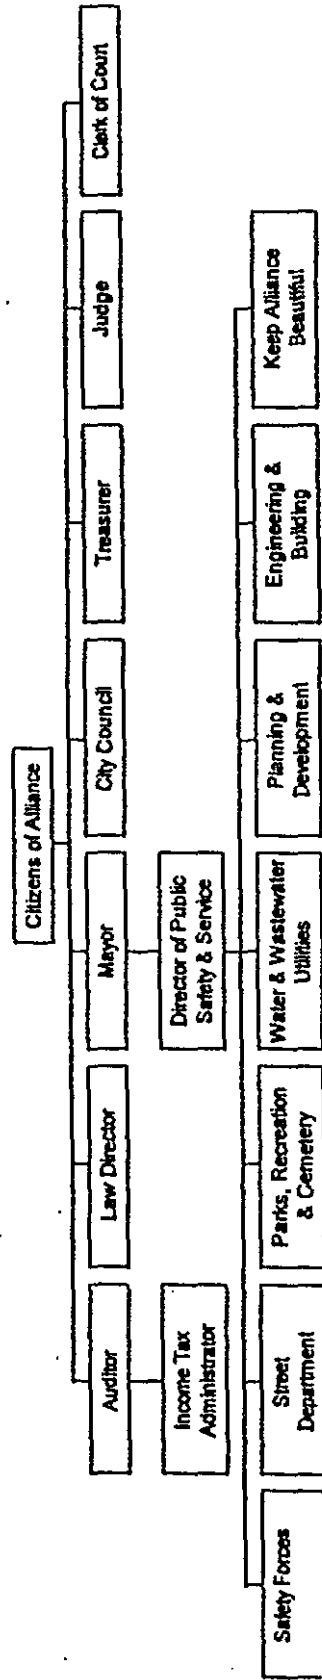 Citizens of Alliance
Auditor
Law Director
Mayor
City Council
Treasurer
Judge
Clerk of Court
Income Tax
Administrator
Director of Public
Safety & Service
Safety Forces
Street
Department
Parks, Recreation
& Cemetery
Water & Wastewater
Utilities
Planning &
Development
Engineering &
Building
Keep Alliance
Beautiful